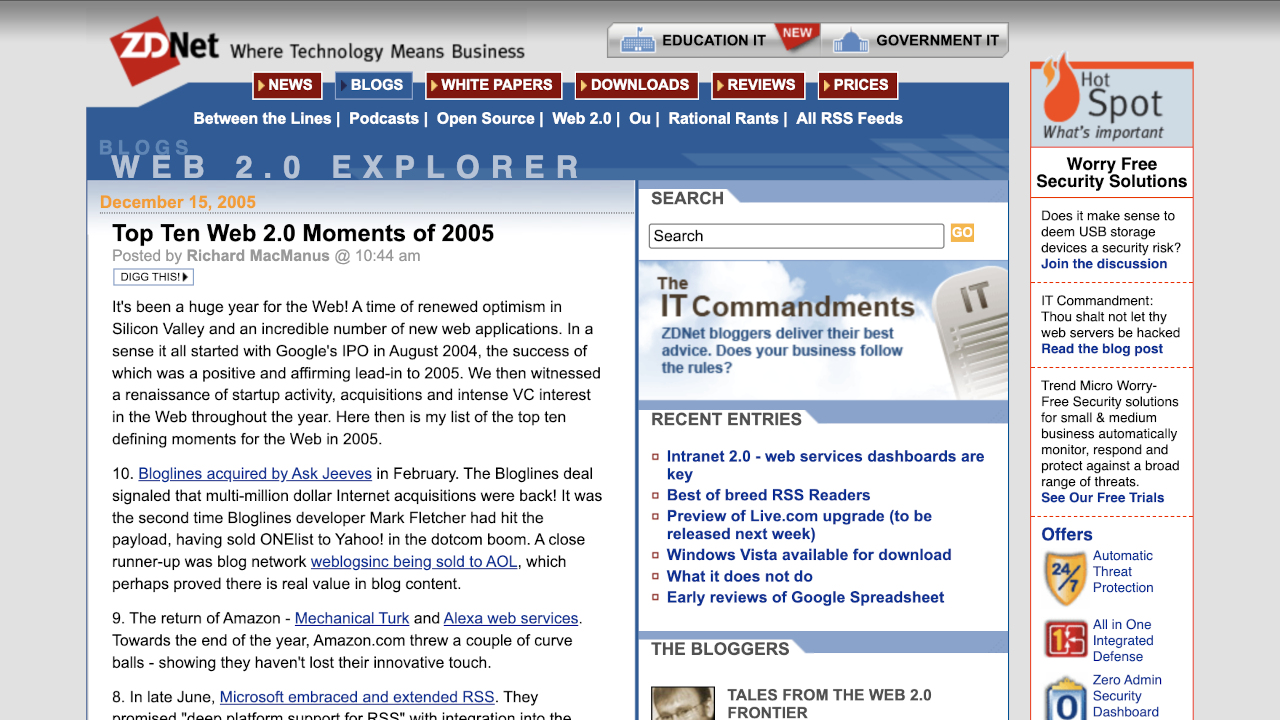 ZDNet Where Technology Means Business
EDUCATION IT NEW GOVERNMENT IT
NEWS BLOGS WHITE PAPERS DOWNLOADS REVIEWS PRICES
Between the Lines | Podcasts | Open Source | Web 2.0 | Ou | Rational Rants | All RSS Feeds
BLOGS
WEB 2.0 EXPLORER
December 15, 2005
Top Ten Web 2.0 Moments of 2005
Posted by Richard MacManus @ 10:44 am
DIGG THIS!
It's been a huge year for the Web! A time of renewed optimism in
Silicon Valley and an incredible number of new web applications. In a
sense it all started with Google's IPO in August 2004, the success of
which was a positive and affirming lead-in to 2005. We then witnessed
a renaissance of startup activity, acquisitions and intense VC interest
in the Web throughout the year. Here then is my list of the top ten
defining moments for the Web in 2005.
10. Bloglines acquired by Ask Jeeves in February. The Bloglines deal
signaled that multi-million dollar Internet acquisitions were back! It was
the second time Bloglines developer Mark Fletcher had hit the
payload, having sold ONElist to Yahoo! in the dotcom boom. A close
runner-up was blog network weblogsinc being sold to AOL, which
perhaps proved there is real value in blog content.
9. The return of Amazon - Mechanical Turk and Alexa web services.
Towards the end of the year, Amazon.com threw a couple of curve
balls - showing they haven't lost their innovative touch.
8. In late June, Microsoft embraced and extended RSS. They
promised "deep platform support for RSS" with integration into the
SEARCH
Search GO
The
IT Commandments
IT
ZDNet bloggers deliver their best
advice. Does your business follow
the rules?
RECENT ENTRIES
Intranet 2.0 - web services dashboards are
key
Best of breed RSS Readers
Preview of Live.com upgrade (to be
released next week)
Windows Vista available for download
What it does not do
Early reviews of Google Spreadsheet
THE BLOGGERS
TALES FROM THE WEB 2.0
FRONTIER
Hot
Spot
What's important
Worry Free
Security Solutions
Does it make sense to
deem USB storage
devices a security risk?
Join the discussion
IT Commandment:
Thou shalt not let thy
web servers be hacked
Read the blog post
Trend Micro Worry-
Free Security solutions
for small & medium
business automatically
monitor, respond and
protect against a broad
range of threats.
See Our Free Trials
Offers
24/7
Automatic
Threat
Protection
1
All in One
Integrated
Defense
0
Zero Admin
Security
Dashboard